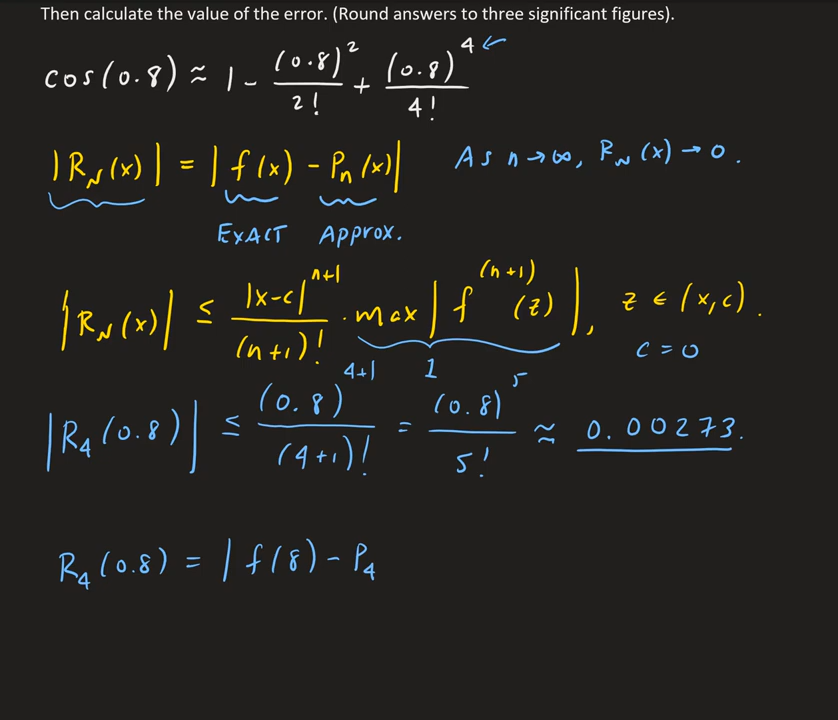 Then calculate the value of the error. (Round answers to three significant figures).
cos(0.8) ≈ 1 - (0.8)^2/2! + (0.8)^4/4! ←
|R_N(x)| = |f(x) - P_n(x)| As n→∞, R_N(x) → 0.
EXACT Approx.
|R_N(x)| ≤ |x-c|^(n+1)/(n+1)! · max |f^(n+1)(z)|, z ∈ (x,c).
1 c = 0
|R_4(0.8)| ≤ (0.8)^(4+1)/(4+1)! = (0.8)^5/5! ≈ 0.00273.
R_4(0.8) = |f(8) - P_4